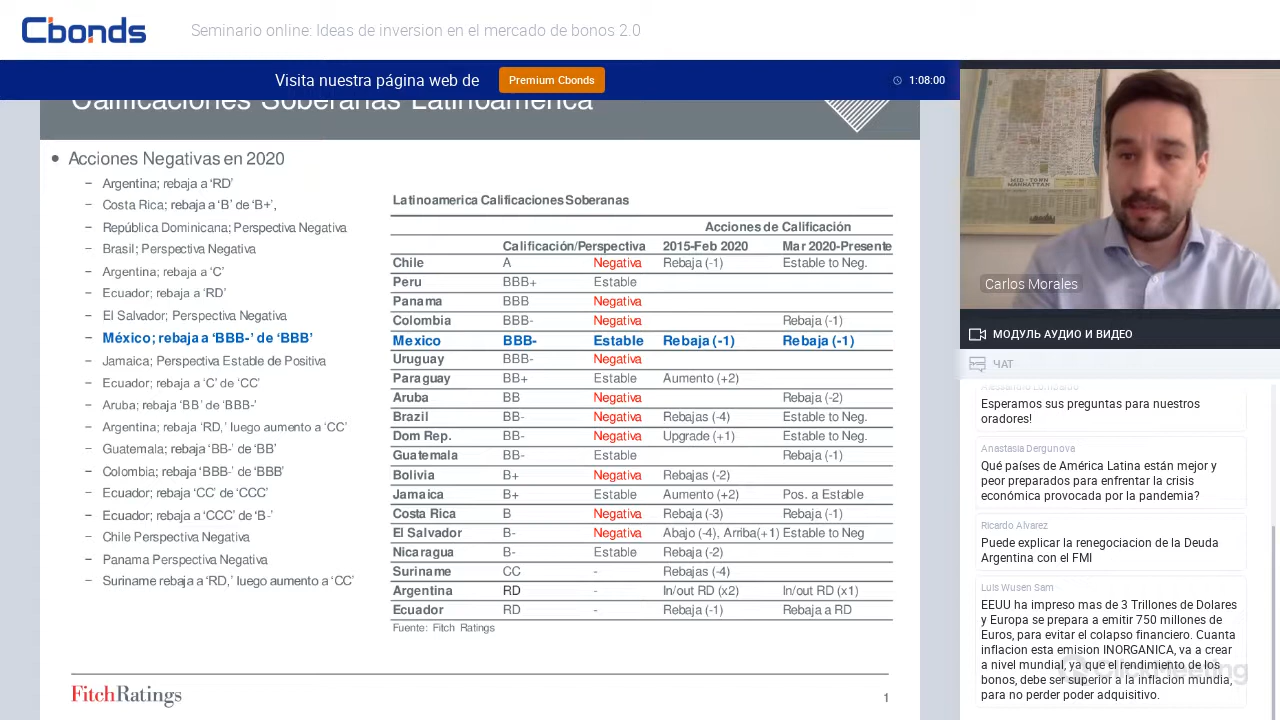 Cbonds
Seminario online: Ideas de inversion en el mercado de bonos 2.0
Visita nuestra página web de
Premium Cbonds
1:08:00
Calificaciones Soberanas Latinoamérica
• Acciones Negativas en 2020
– Argentina; rebaja a ‘RD’
– Costa Rica; rebaja a ‘B’ de ‘B+’,
– República Dominicana; Perspectiva Negativa
– Brasil; Perspectiva Negativa
– Argentina; rebaja a ‘C’
– Ecuador; rebaja a ‘RD’
– El Salvador; Perspectiva Negativa
– México; rebaja a ‘BBB-’ de ‘BBB’
– Jamaica; Perspectiva Estable de Positiva
– Ecuador; rebaja a ‘C’ de ‘CC’
– Aruba; rebaja ‘BB’ de ‘BBB-’
– Argentina; rebaja ‘RD,’ luego aumento a ‘CC’
– Guatemala; rebaja ‘BB-’ de ‘BB’
– Colombia; rebaja ‘BBB-’ de ‘BBB’
– Ecuador; rebaja ‘CC’ de ‘CCC’
– Ecuador; rebaja a ‘CCC’ de ‘B-’
– Chile Perspectiva Negativa
– Panama Perspectiva Negativa
– Suriname rebaja a ‘RD,’ luego aumento a ‘CC’
Latinoamerica Calificaciones Soberanas
Acciones de Calificación
Calificación/Perspectiva 2015-Feb 2020 Mar 2020-Presente
Chile A Negativa Rebaja (-1) Estable to Neg.
Peru BBB+ Estable
Panama BBB Negativa
Colombia BBB- Negativa Rebaja (-1)
Mexico BBB- Estable Rebaja (-1) Rebaja (-1)
Uruguay BBB- Negativa
Paraguay BB+ Estable Aumento (+2)
Aruba BB Negativa Rebaja (-2)
Brazil BB- Negativa Rebajas (-4) Estable to Neg.
Dom Rep. BB- Negativa Upgrade (+1) Estable to Neg.
Guatemala BB- Estable Rebaja (-1)
Bolivia B+ Negativa Rebajas (-2)
Jamaica B+ Estable Aumento (+2) Pos. a Estable
Costa Rica B Negativa Rebaja (-3) Rebaja (-1)
El Salvador B- Negativa Abajo (-4), Arriba(+1) Estable to Neg
Nicaragua B- Estable Rebaja (-2)
Suriname CC - Rebajas (-4)
Argentina RD - In/out RD (x2) In/out RD (x1)
Ecuador RD - Rebaja (-1) Rebaja a RD
Fuente: Fitch Ratings
FitchRatings
1
MID-TOWN
MANHATTAN
Carlos Morales
МОДУЛЬ АУДИО И ВИДЕО
ЧАТ
Alessandro Lombardo
Esperamos sus preguntas para nuestros
oradores!
Anastasia Dergunova
Qué países de América Latina están mejor y
peor preparados para enfrentar la crisis
económica provocada por la pandemia?
Ricardo Alvarez
Puede explicar la renegociacion de la Deuda
Argentina con el FMI
Luis Wusen Sam
EEUU ha impreso mas de 3 Trillones de Dolares
y Europa se prepara a emitir 750 millones de
Euros, para evitar el colapso financiero. Cuanta
inflacion esta emision INORGANICA, va a crear
a nivel mundial, ya que el rendimiento de los
bonos, debe ser superior a la inflacion mundia,
para no perder poder adquisitivo.
ClickMeeting